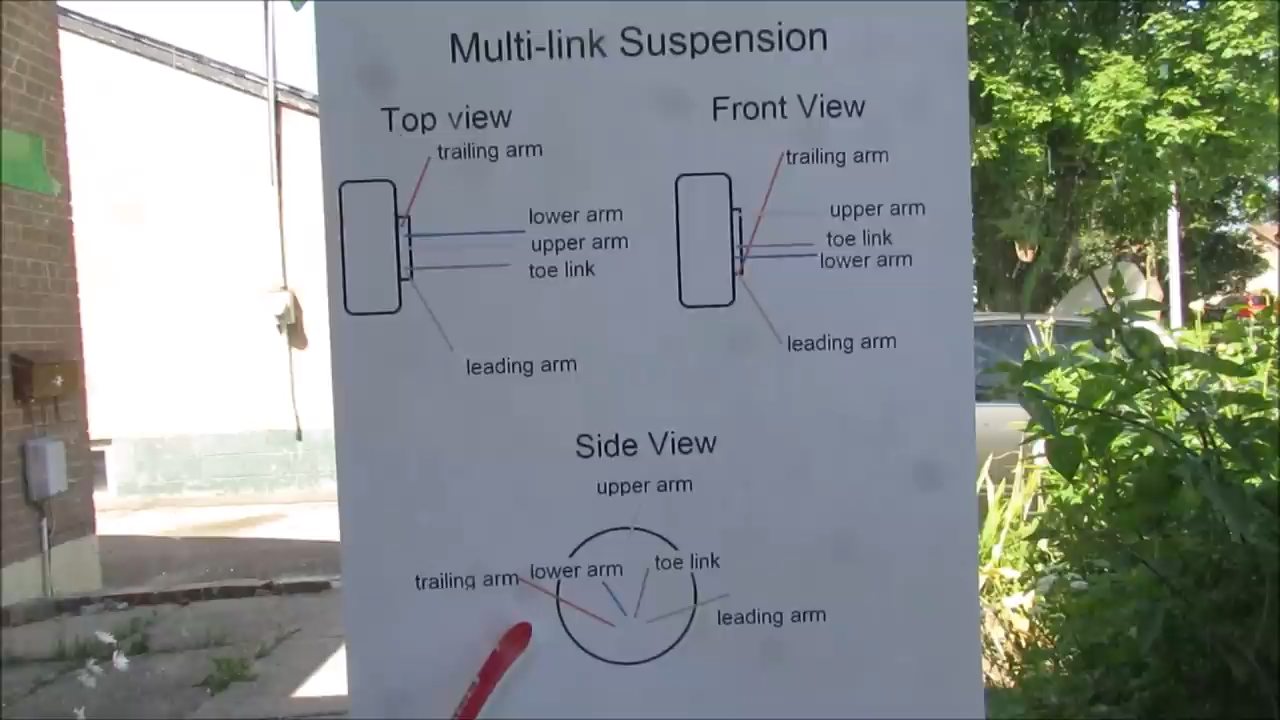 Multi-link Suspension
Top view
trailing arm
lower arm
upper arm
toe link
leading arm
Front View
trailing arm
upper arm
toe link
lower arm
leading arm
Side View
upper arm
trailing arm
lower arm
toe link
leading arm